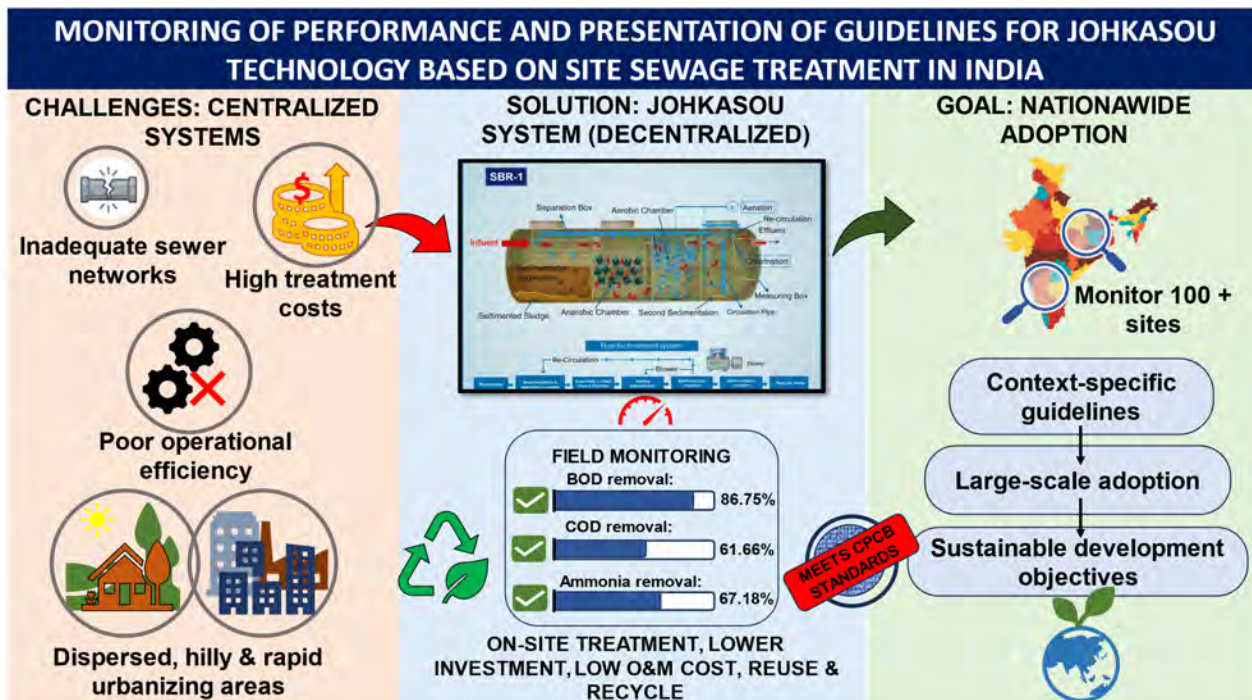 MONITORING OF PERFORMANCE AND PRESENTATION OF GUIDELINES FOR JOHKASOU
TECHNOLOGY BASED ON SITE SEWAGE TREATMENT IN INDIA
CHALLENGES: CENTRALIZED
SYSTEMS
$
Inadequate sewer
networks
High treatment
costs
Poor operational
efficiency
Dispersed, hilly & rapid
urbanizing areas
SOLUTION: JOHKASOU
SYSTEM (DECENTRALIZED)
SBR-1
Separation Box
Aerobic Chamber
Aeration
Re-circulation
Effluent
Influent
Chlorination
Measuring Box
Sedimented Sludge
Anarobic Chamber
Second Sedimentation
Circulation Pipe
Re-Circulation
Blower
FIELD MONITORING
BOD removal:
86.75%
COD removal:
61.66%
Ammonia removal:
67.18%
ON-SITE TREATMENT, LOWER
INVESTMENT, LOW O&M COST, REUSE &
RECYCLE
MEETS CPCB
STANDARDS
GOAL: NATIONAWIDE
ADOPTION
Monitor 100 +
sites
Context-specific
guidelines
Large-scale adoption
Sustainable development
objectives